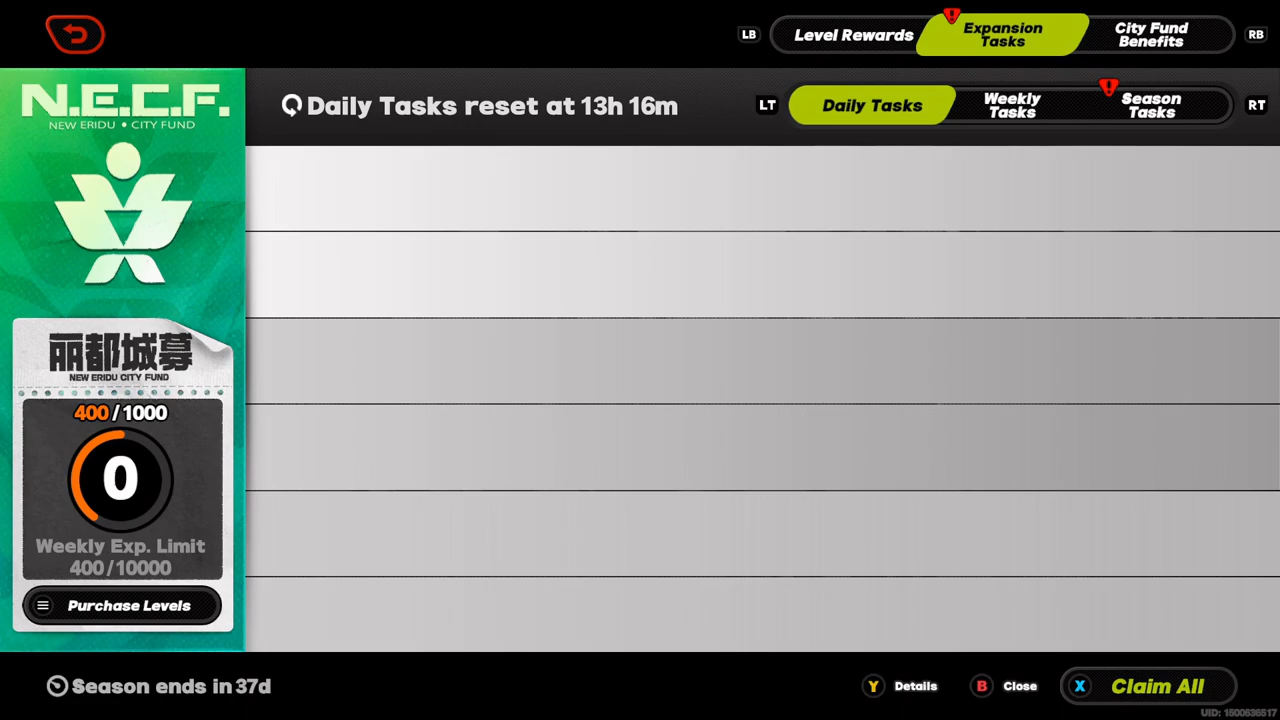 LB
Level Rewards
Expansion
Tasks
City Fund
Benefits
RB
N.E.C.F.
NEW ERIDU • CITY FUND
Daily Tasks reset at 13h 16m
LT
Daily Tasks
Weekly
Tasks
Season
Tasks
RT
丽都城募
NEW ERIDU CITY FUND
400/1000
0
Weekly Exp. Limit
400/10000
Purchase Levels
Season ends in 37d
Y Details
B Close
X Claim All
UID: 1500636517